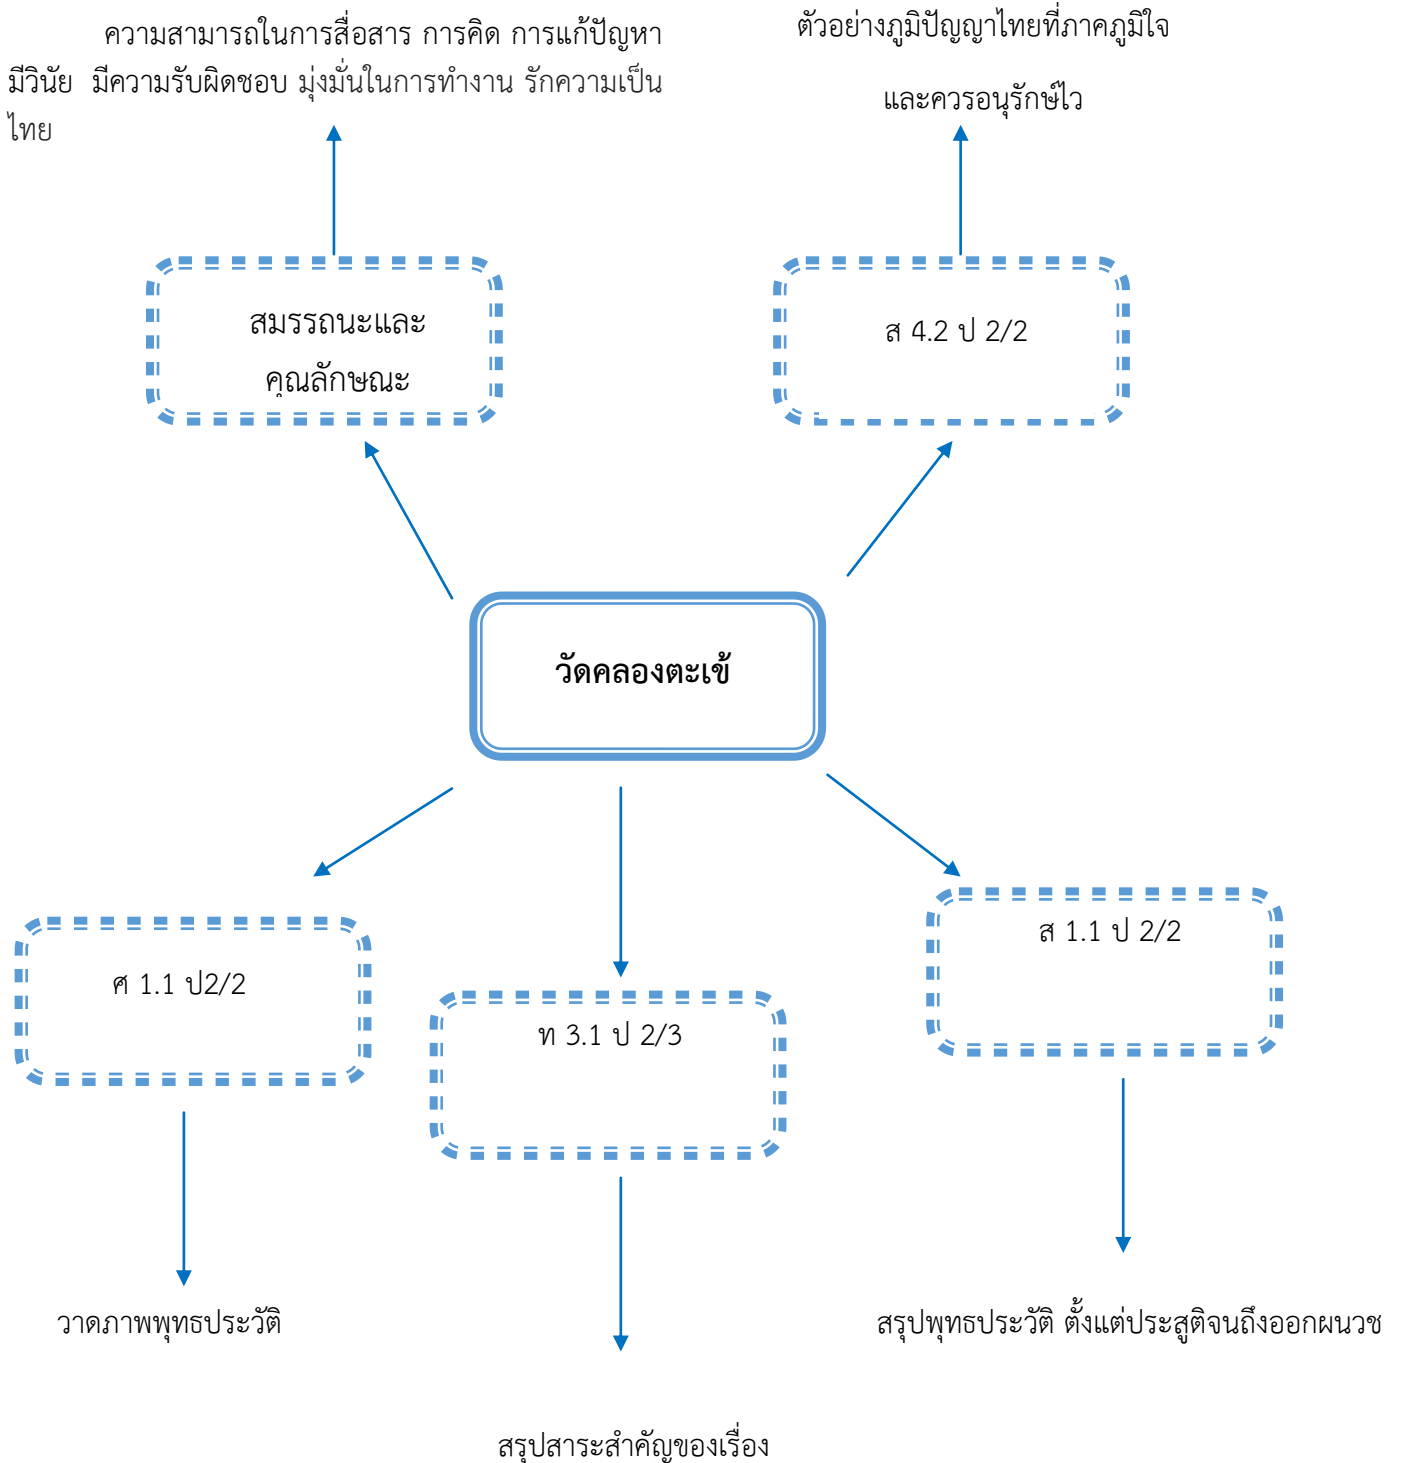 ความสามารถในการสื่อสาร การคิด การแก้ปัญหา
มีวินัย มีความรับผิดชอบ มุ่งมั่นในการทำงาน รักความเป็น
ไทย
ตัวอย่างภูมิปัญญาไทยที่ภาคภูมิใจ
และควรอนุรักษ์ไว
สมรรถนะและ
คุณลักษณะ
ส 4.2 ป 2/2
วัดคลองตะเข้
ส 1.1 ป 2/2
ศ 1.1 ป2/2
ท 3.1 ป 2/3
วาดภาพพุทธประวัติ
สรุปพุทธประวัติ ตั้งแต่ประสูติจนถึงออกผนวช
สรุปสาระสำคัญของเรื่อง